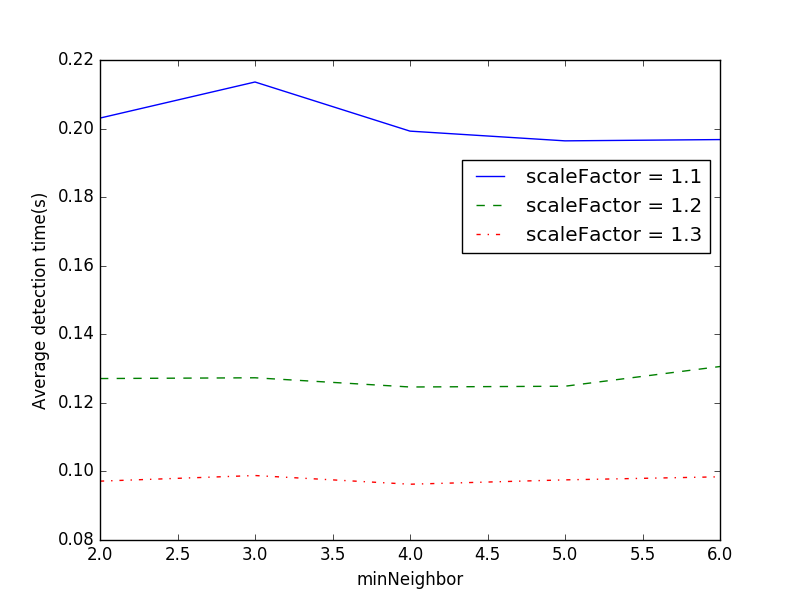 0.22
0.20
0.18
0.16
0.14
0.12
0.10
0.08
Average detection time(s)
scaleFactor = 1.1
scaleFactor = 1.2
scaleFactor = 1.3
2.0 2.5 3.0 3.5 4.0 4.5 5.0 5.5 6.0
minNeighbor